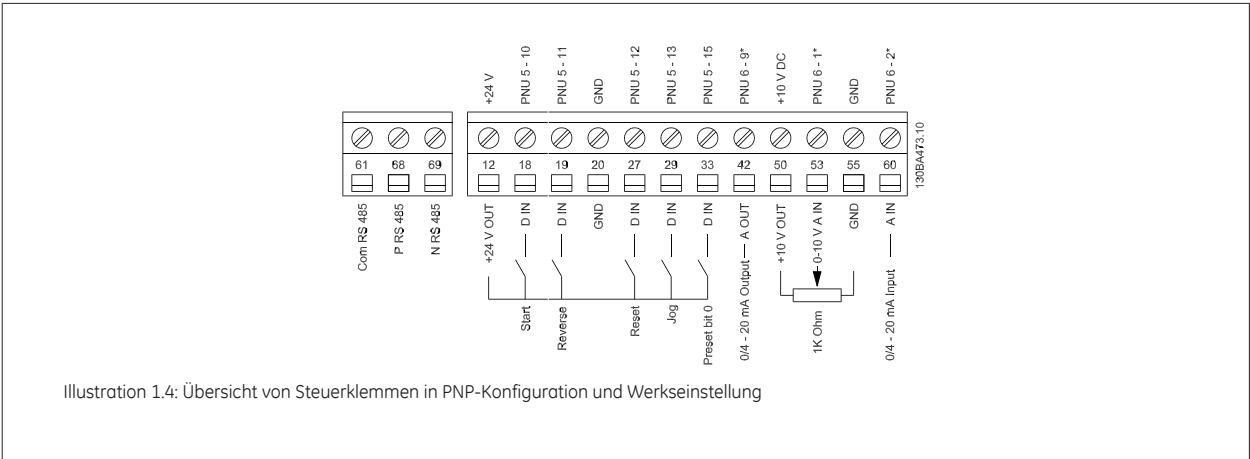 +24 V
PNU 5 - 10
PNU 5 - 11
GND
PNU 5 - 12
PNU 5 - 13
PNU 5 - 15
PNU 6 - 9*
+10 V DC
PNU 6 - 1*
GND
PNU 6 - 2*
61 68 69 12 18 19 20 27 29 33 42 50 53 55 60
130BA473.10
Com RS 485
P RS 485
N RS 485
+24 V OUT
D IN
D IN
GND
D IN
D IN
D IN
A OUT
+10 V OUT
0-10 V A IN
GND
A IN
Start
Reverse
Reset
Jog
Preset bit 0
0/4 - 20 mA Output
1K Ohm
0/4 - 20 mA Input
Illustration 1.4: Übersicht von Steuerklemmen in PNP-Konfiguration und Werkseinstellung